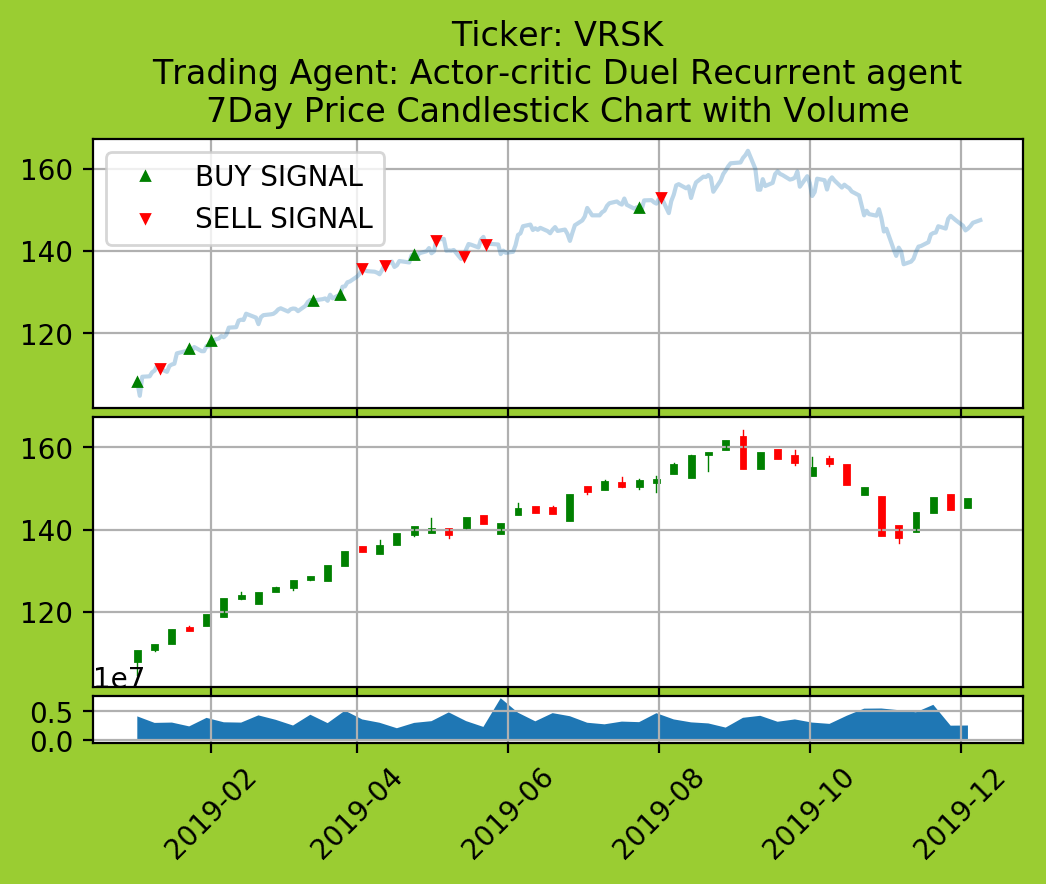 Ticker: VRSK
Trading Agent: Actor-critic Duel Recurrent agent
7Day Price Candlestick Chart with Volume
BUY SIGNAL
SELL SIGNAL
160
140
120
160
140
120
1e7
0.5
0.0
2019-02
2019-04
2019-06
2019-08
2019-10
2019-12